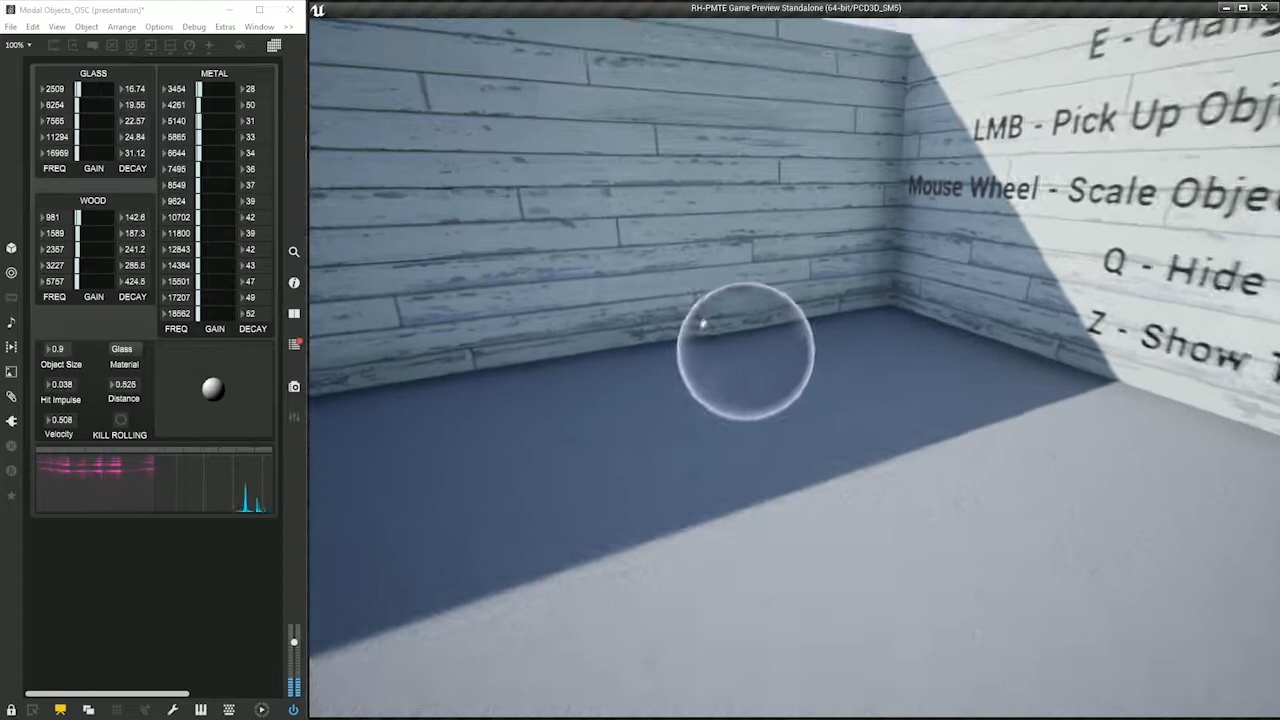 Modal Objects_OSC (presentation)*
RH-PMTE Game Preview Standalone (64-bit/PCD3D_SM5)
File Edit View Object Arrange Options Debug Extras Window >>
100%
GLASS
2509 16.74
6254 19.55
7565 22.57
11294 24.84
16969 31.12
FREQ GAIN DECAY
WOOD
981 142.6
1589 187.3
2357 241.2
3227 285.5
5757 424.5
FREQ GAIN DECAY
METAL
3454 28
4261 50
5140 31
5865 33
6644 34
7495 36
8549 37
9624 39
10702 42
11800 39
12843 42
14384 43
15501 47
17207 49
18562 52
FREQ GAIN DECAY
0.9 Glass
Object Size Material
0.038 0.525
Hit Impulse Distance
0.508
Velocity KILL ROLLING
E - Chang
LMB - Pick Up Obj
Mouse Wheel - Scale Obje
Q - Hide
Z - Show T